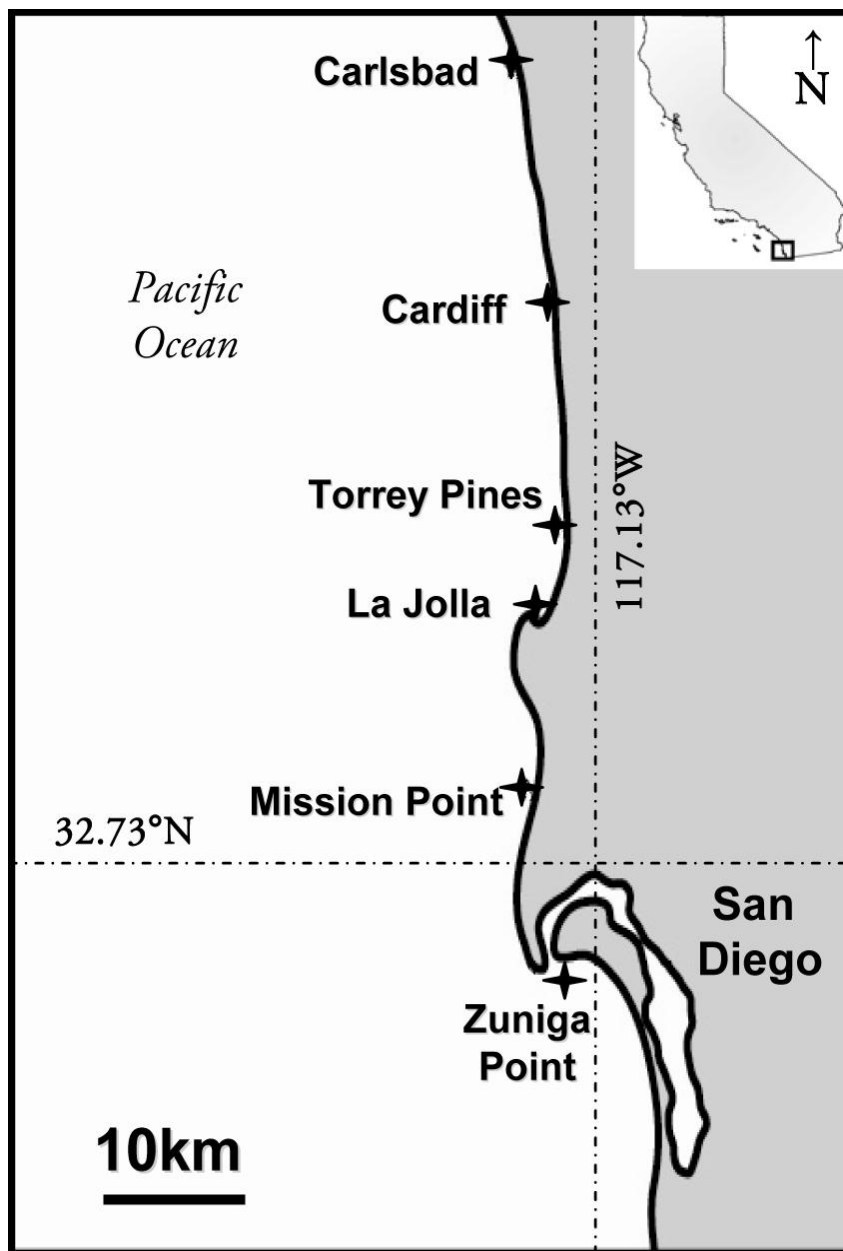 Carlsbad
N
Pacific
Ocean
Cardiff
Torrey Pines
117.13°W
La Jolla
Mission Point
32.73°N
San
Diego
Zuniga
Point
10km